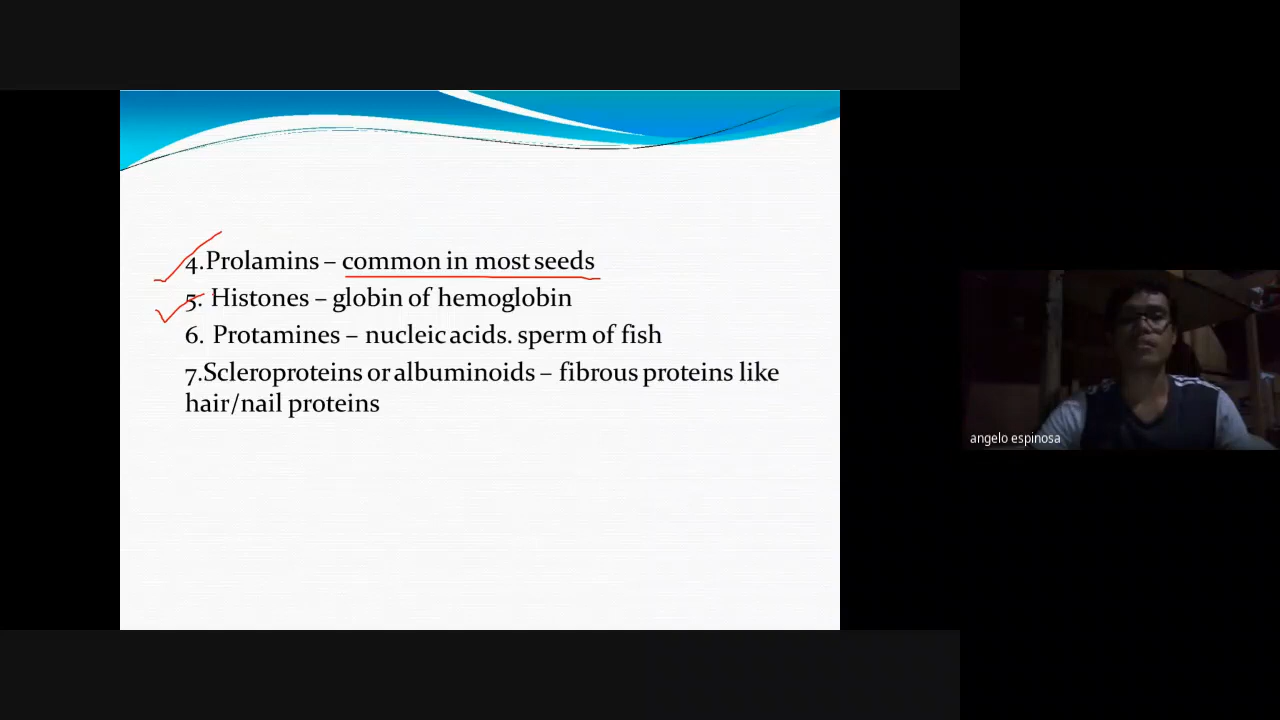 4.Prolamins – common in most seeds
5. Histones – globin of hemoglobin
6. Protamines – nucleic acids. sperm of fish
7.Scleroproteins or albuminoids – fibrous proteins like
hair/nail proteins
angelo espinosa